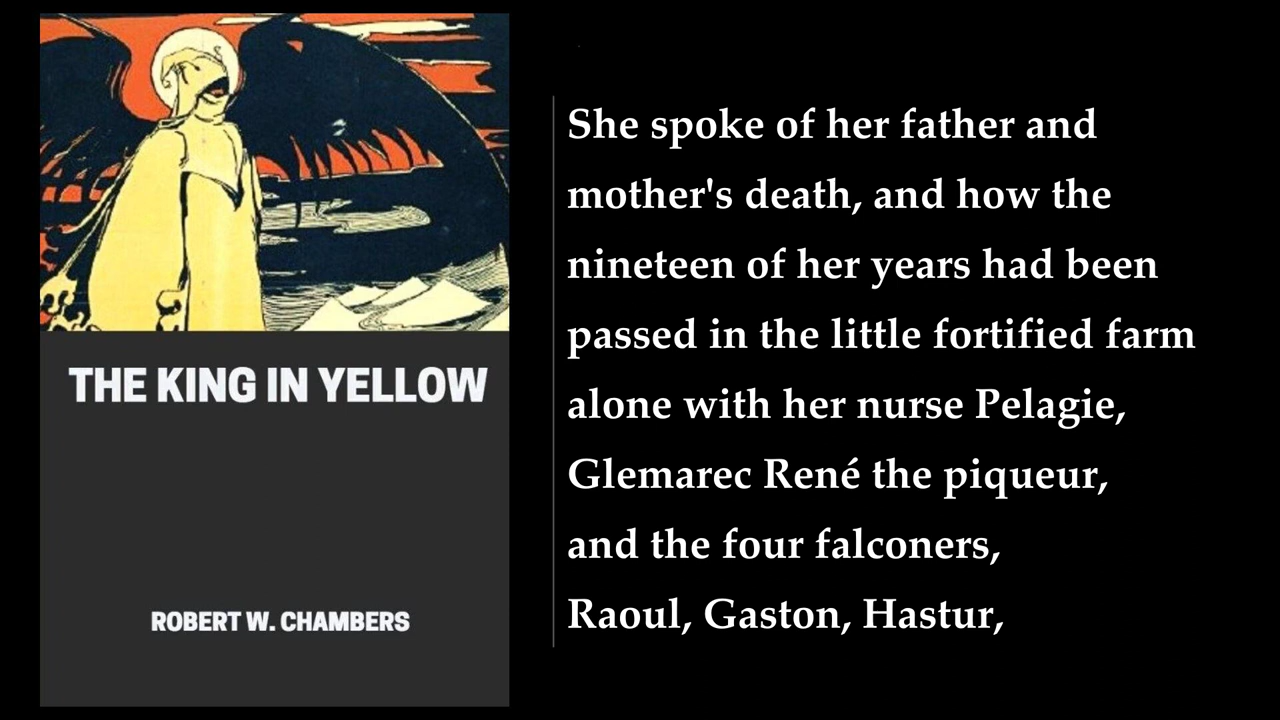 THE KING IN YELLOW
ROBERT W. CHAMBERS
She spoke of her father and
mother's death, and how the
nineteen of her years had been
passed in the little fortified farm
alone with her nurse Pelagie,
Glemarec René the piqueur,
and the four falconers,
Raoul, Gaston, Hastur,